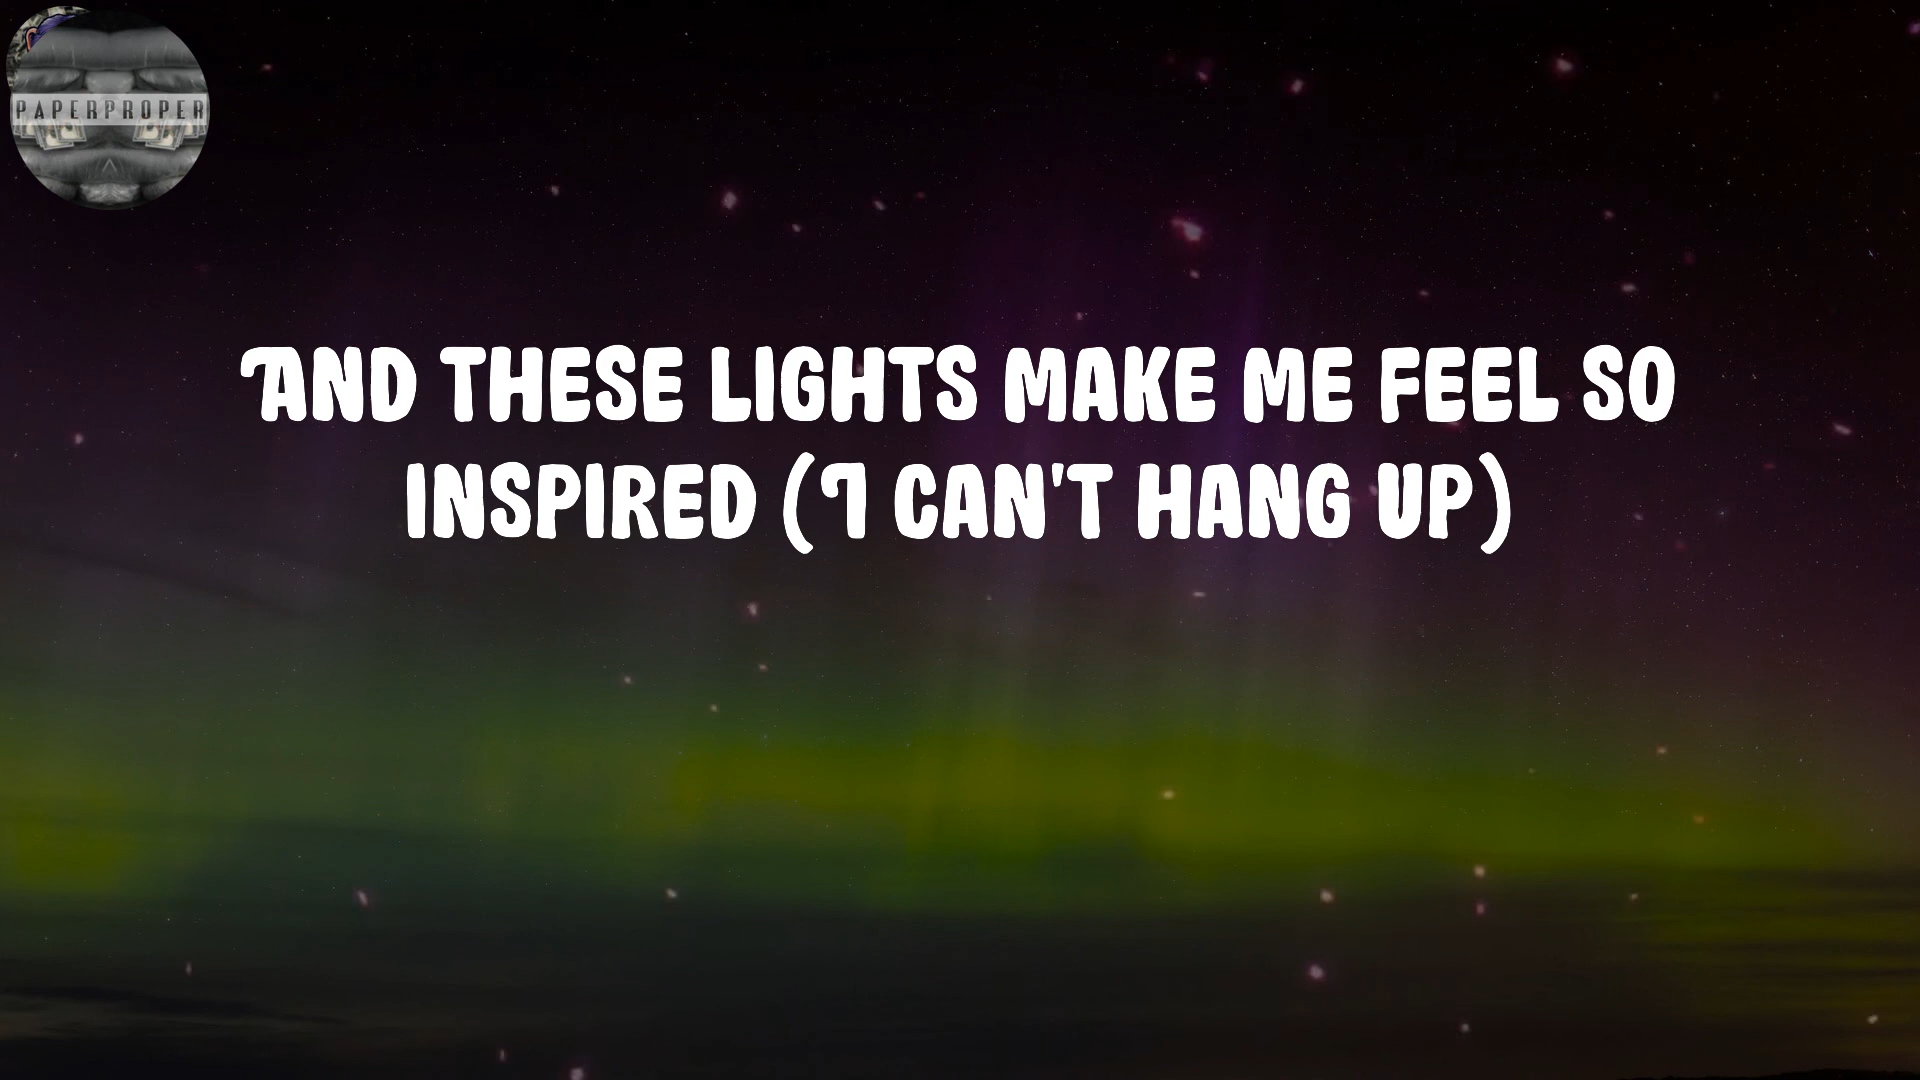 PAPERPROPER
AND THESE LIGHTS MAKE ME FEEL SO
INSPIRED (I CAN'T HANG UP)